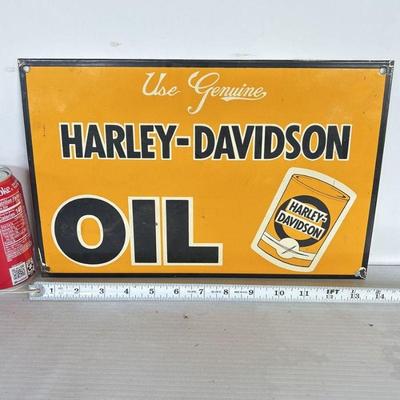 Use Genuine
HARLEY-DAVIDSON
OIL
HARLEY-
DAVIDSON
1 2 3 4 5 6 7 8 9 10 11 1FT 13 14